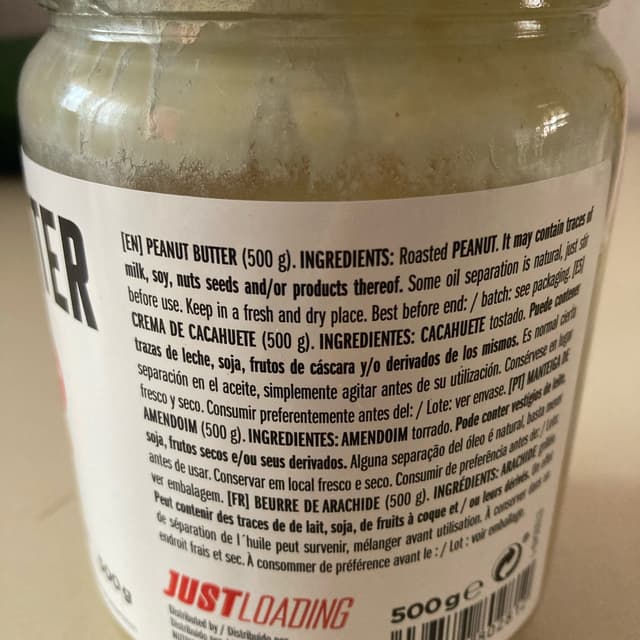 TTER
[EN] PEANUT BUTTER (500 g). INGREDIENTS: Roasted PEANUT. It may contain traces of
milk, soy, nuts seeds and/or products thereof. Some oil separation is natural, just stir
before use. Keep in a fresh and dry place. Best before end: / batch: see packaging. [ES]
CREMA DE CACAHUETE (500 g). INGREDIENTES: CACAHUETE tostado. Puede contener
trazas de leche, soja, frutos de cáscara y/o derivados de los mismos. Es normal cierta
separación en el aceite, simplemente agitar antes de su utilización. Consérvese en lugar
fresco y seco. Consumir preferentemente antes del: / Lote: ver envase. [PT] MANTEIGA DE
AMENDOIM (500 g). INGREDIENTES: AMENDOIM torrado. Pode conter vestígios de leite,
soja, frutos secos e/ou seus derivados. Alguna separação del óleo é natural, basta mexer
antes de usar. Conservar em local fresco e seco. Consumir de preferência antes de: / Lote:
ver embalagem. [FR] BEURRE DE ARACHIDE (500 g). INGRÉDIENTS: ARACHIDE grillée.
Peut contenir des traces de de lait, soja, de fruits à coque et / ou leurs dérivés. Un effet
de séparation de l´huile peut survenir, mélanger avant utilisation. À conserver dans un
endroit frais et sec. À consommer de préférence avant le : / Lot : voir emballage.
JUSTLOADING
500 g e
500 g
Distributed by / Distribuido por